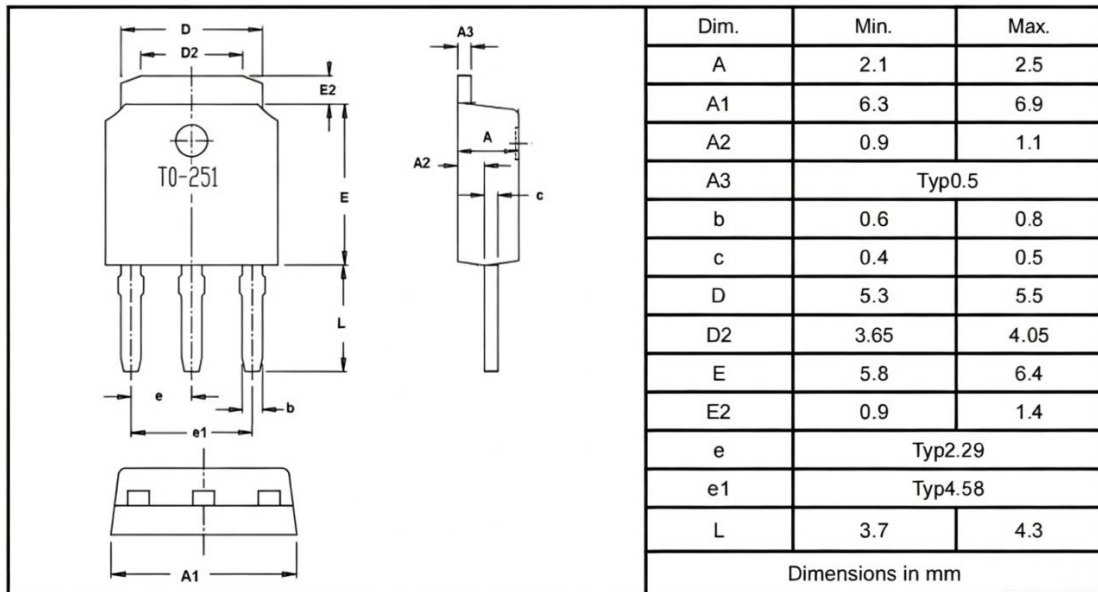 D
D2
E2
TO-251
E
L
e
b
e1
A1
A3
A
A2
c
Dim. Min. Max.
A 2.1 2.5
A1 6.3 6.9
A2 0.9 1.1
A3 Typ0.5
b 0.6 0.8
c 0.4 0.5
D 5.3 5.5
D2 3.65 4.05
E 5.8 6.4
E2 0.9 1.4
e Typ2.29
e1 Typ4.58
L 3.7 4.3
Dimensions in mm